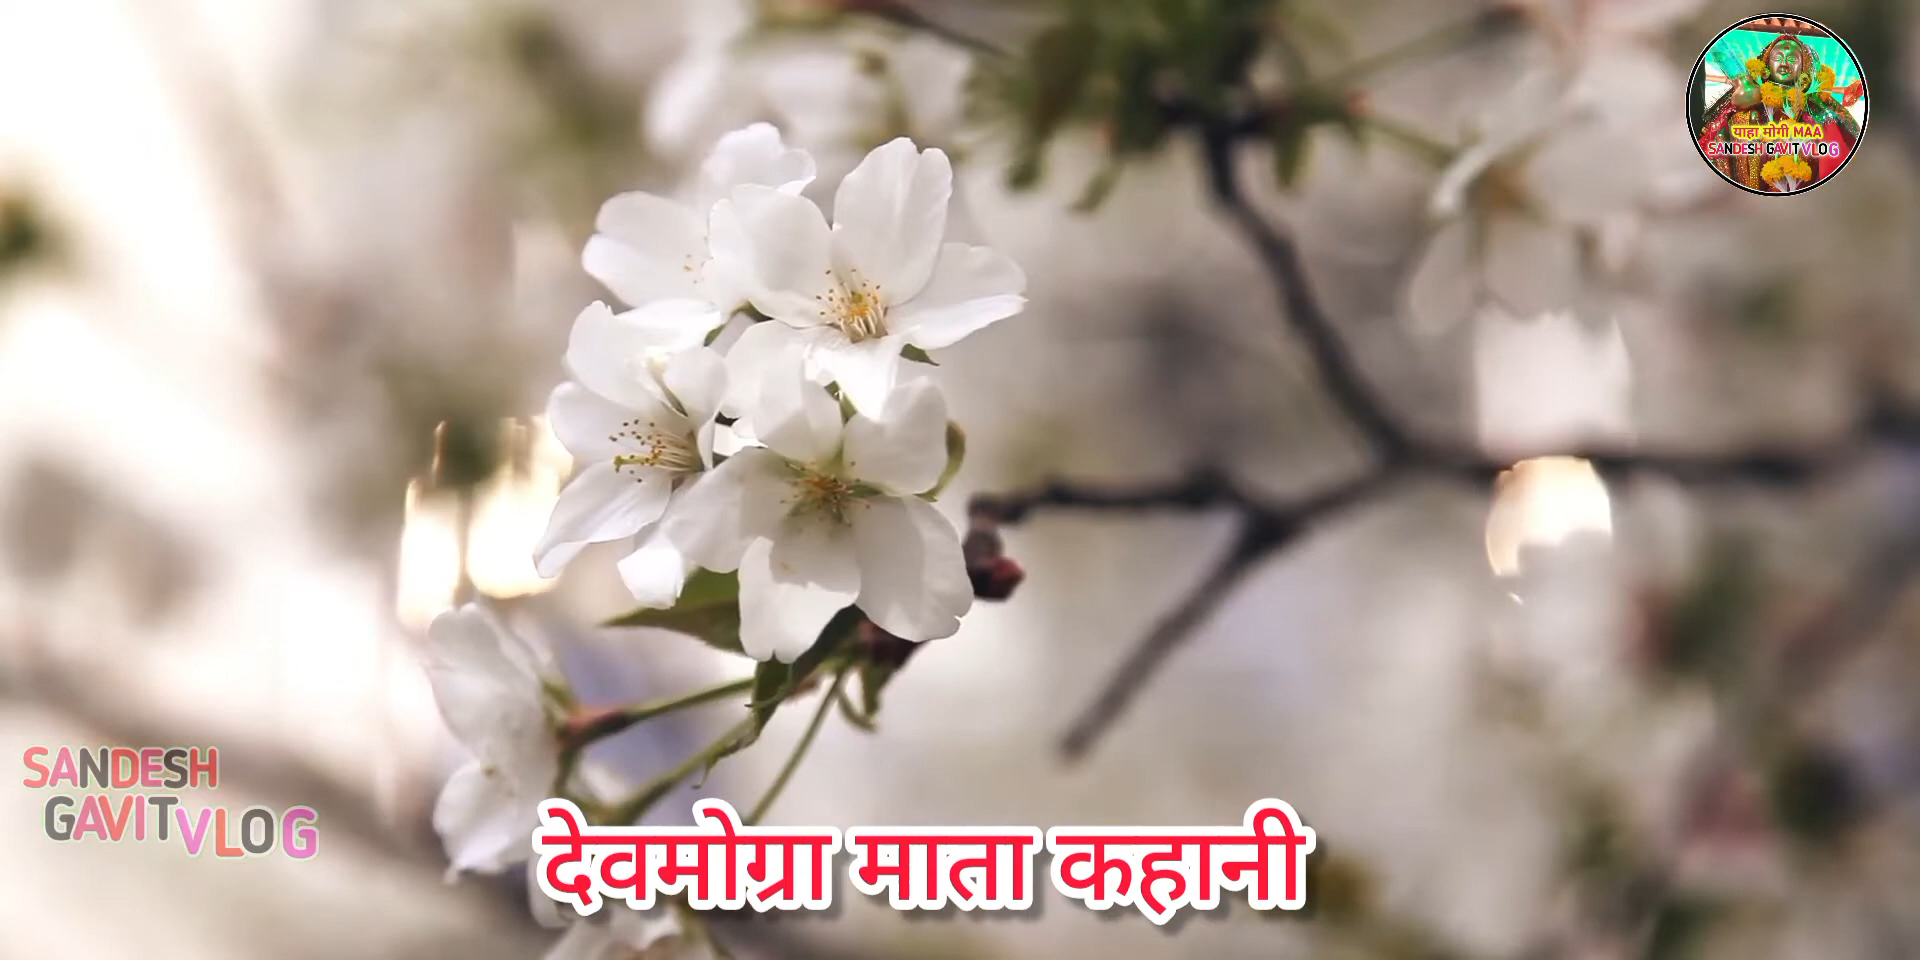 याहा मोगी MAA
SANDESH GAVIT VLOG
SANDESH
GAVIT VLOG
देवमोग्रा माता कहानी